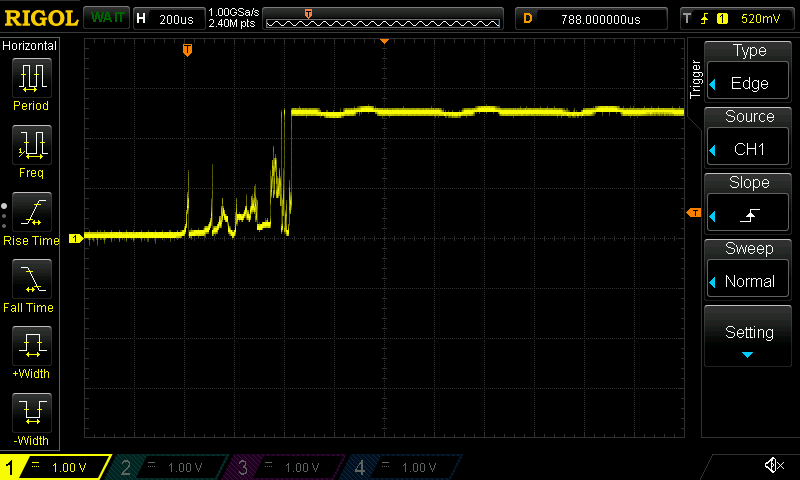 RIGOL WAIT H 200us 1.00GSa/s D 788.000000us T 1 520mV
2.40M pts
T
Horizontal
Period
Freq
Rise Time
Fall Time
+Width
-Width
T
1
T
Trigger
Type
Edge
Source
CH1
Slope
Sweep
Normal
Setting
1 1.00 V 2 1.00 V 3 1.00 V 4 1.00 V